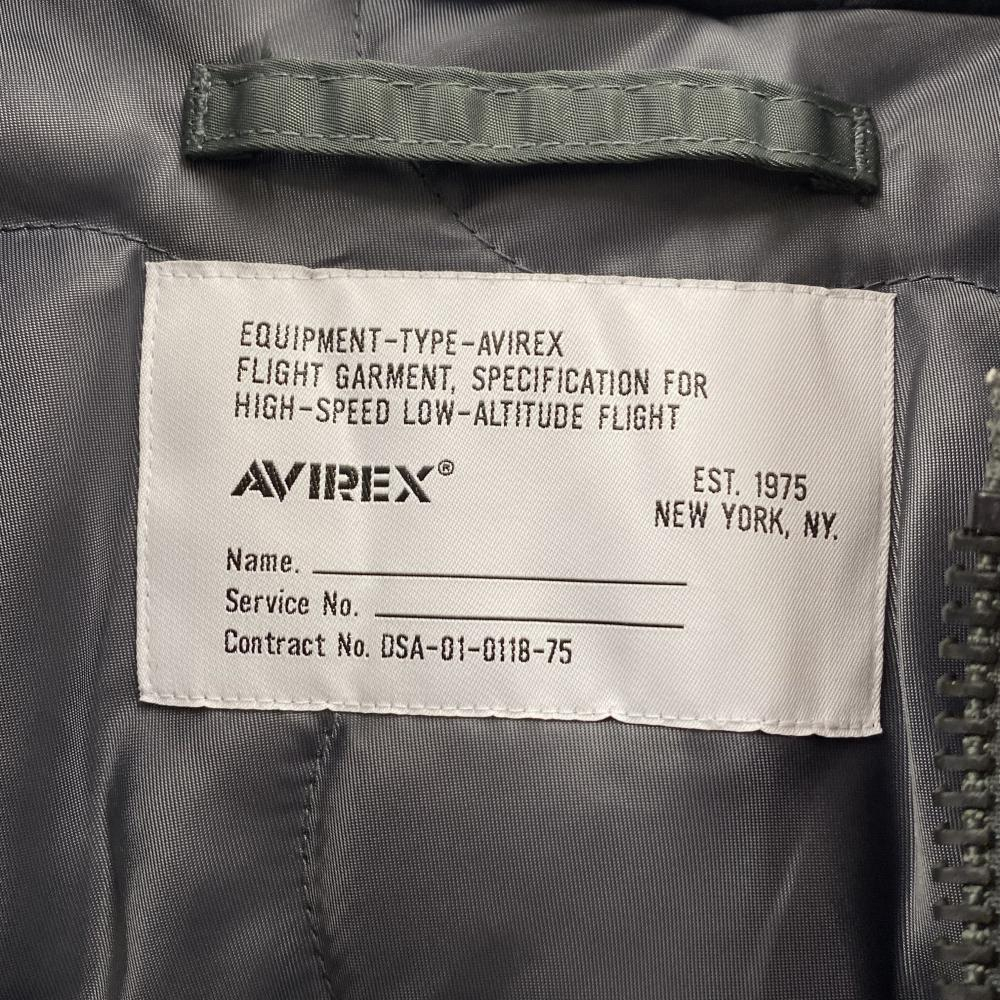 EQUIPMENT-TYPE-AVIREX
FLIGHT GARMENT, SPECIFICATION FOR
HIGH-SPEED LOW-ALTITUDE FLIGHT
AVIREX®
EST. 1975
NEW YORK, NY.
Name.
Service No.
Contract No. DSA-01-0118-75